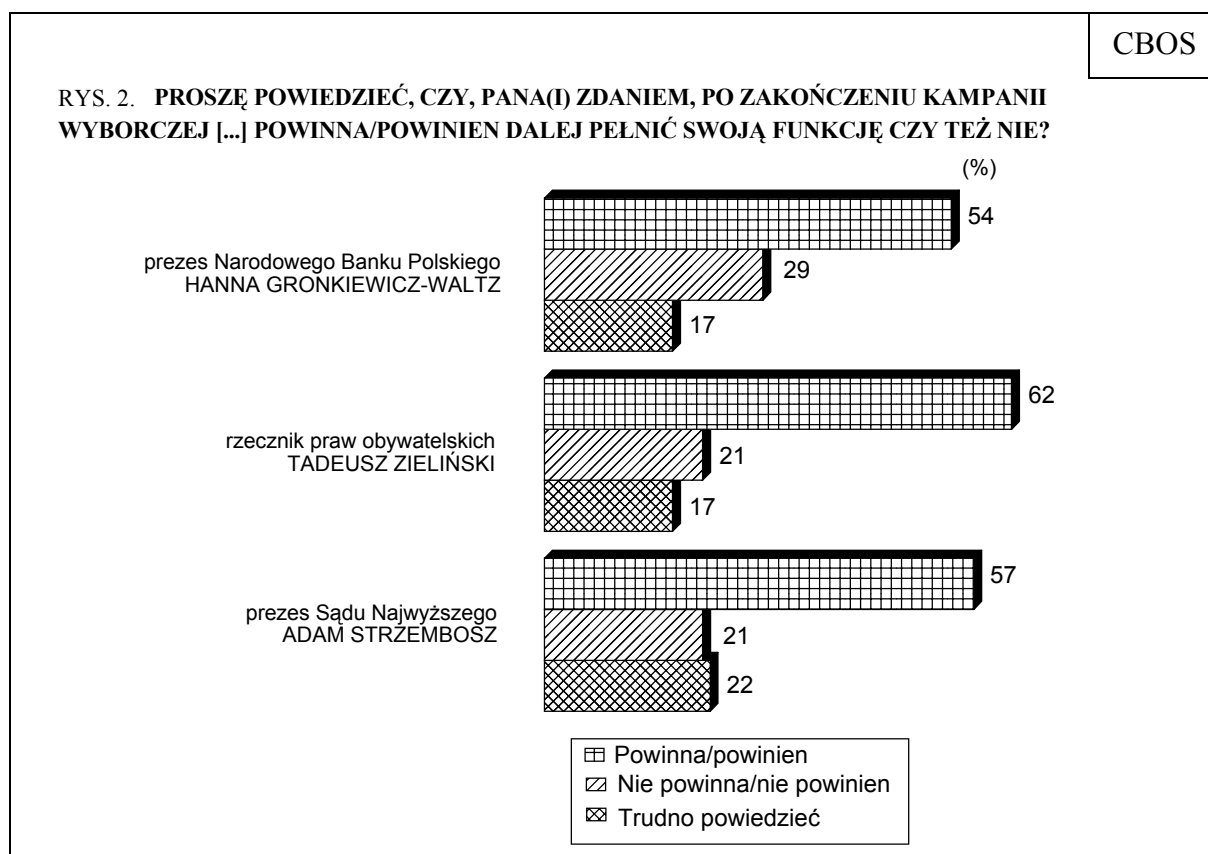 CBOS
RYS. 2. PROSZĘ POWIEDZIEĆ, CZY, PANA(I) ZDANIEM, PO ZAKOŃCZENIU KAMPANII
WYBORCZEJ [...] POWINNA/POWINIEN DALEJ PEŁNIĆ SWOJĄ FUNKCJĘ CZY TEŻ NIE?
(%)
prezes Narodowego Banku Polskiego
HANNA GRONKIEWICZ-WALTZ
54
29
17
rzecznik praw obywatelskich
TADEUSZ ZIELIŃSKI
62
21
17
prezes Sądu Najwyższego
ADAM STRZEMBOSZ
57
21
22
Powinna/powinien
Nie powinna/nie powinien
Trudno powiedzieć